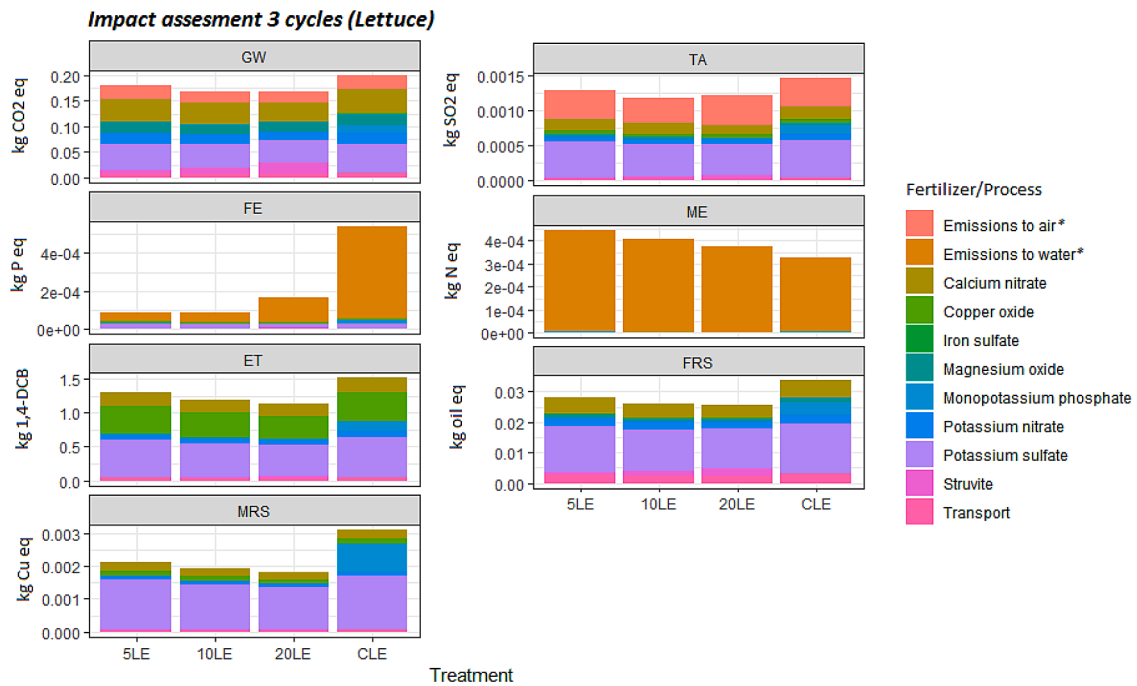 Impact assesment 3 cycles (Lettuce)
GW
kg CO2 eq
0.20
0.15
0.10
0.05
0.00
TA
kg SO2 eq
0.0015
0.0010
0.0005
0.0000
FE
kg P eq
4e-04
2e-04
0e+00
ME
kg N eq
4e-04
3e-04
2e-04
1e-04
0e+00
ET
kg 1,4-DCB
1.5
1.0
0.5
0.0
FRS
kg oil eq
0.03
0.02
0.01
0.00
5LE 10LE 20LE CLE
MRS
kg Cu eq
0.003
0.002
0.001
0.000
5LE 10LE 20LE CLE
Treatment
Fertilizer/Process
Emissions to air*
Emissions to water*
Calcium nitrate
Copper oxide
Iron sulfate
Magnesium oxide
Monopotassium phosphate
Potassium nitrate
Potassium sulfate
Struvite
Transport